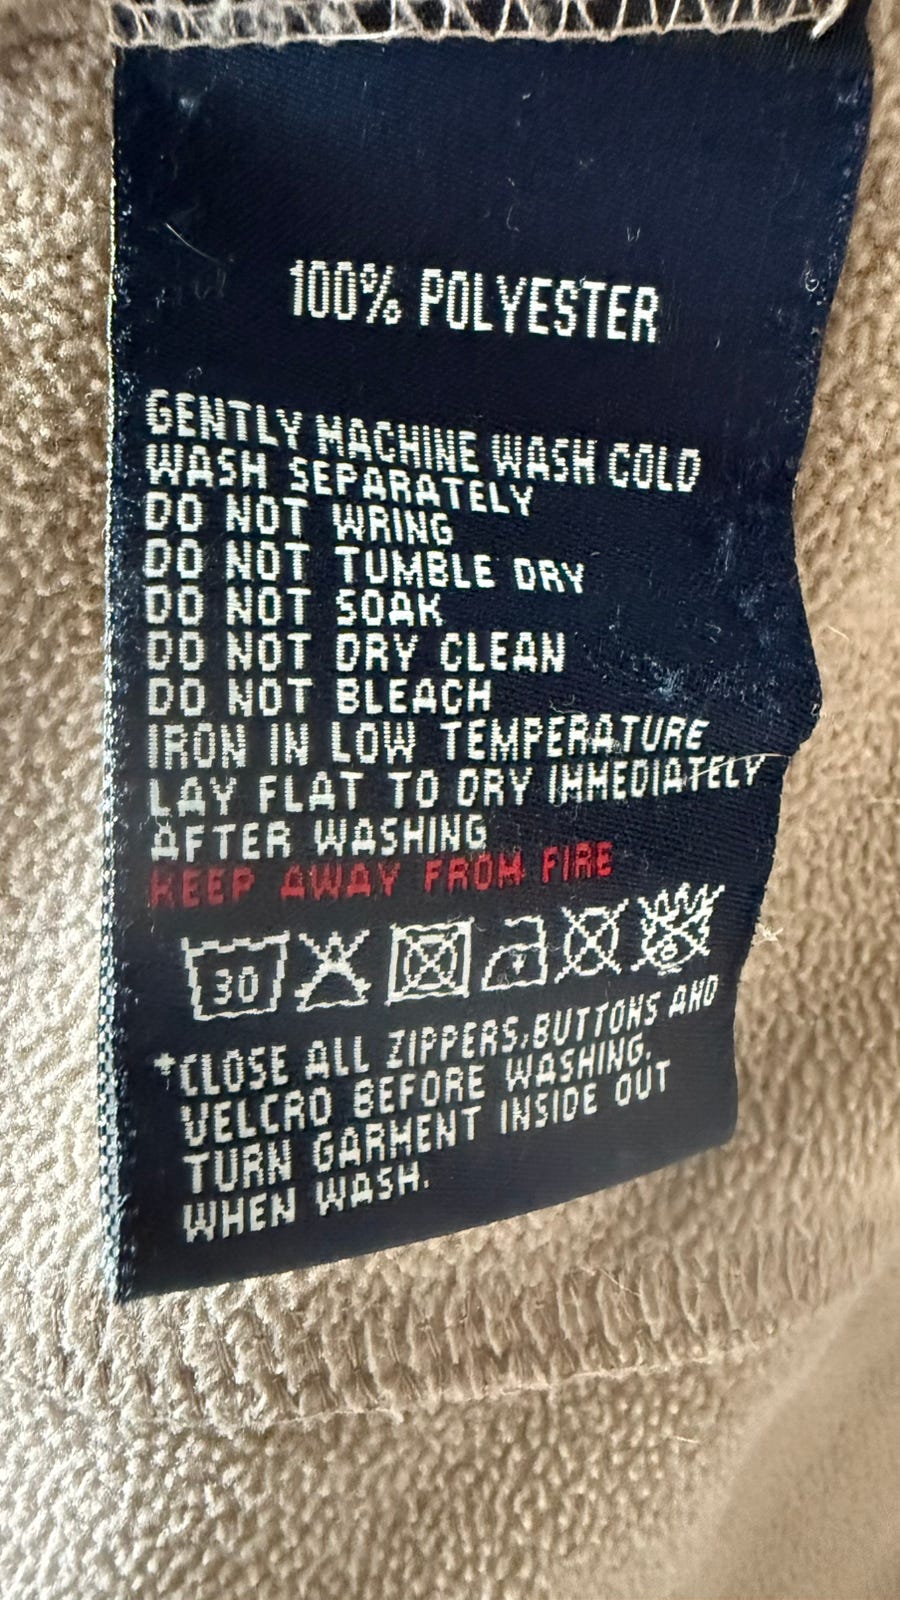 100% POLYESTER
GENTLY MACHINE WASH COLD
WASH SEPARATELY
DO NOT WRING
DO NOT TUMBLE DRY
DO NOT SOAK
DO NOT DRY CLEAN
DO NOT BLEACH
IRON IN LOW TEMPERATURE
LAY FLAT TO DRY IMMEDIATELY
AFTER WASHING
KEEP AWAY FROM FIRE
30
*CLOSE ALL ZIPPERS,BUTTONS AND
VELCRO BEFORE WASHING.
TURN GARMENT INSIDE OUT
WHEN WASH.